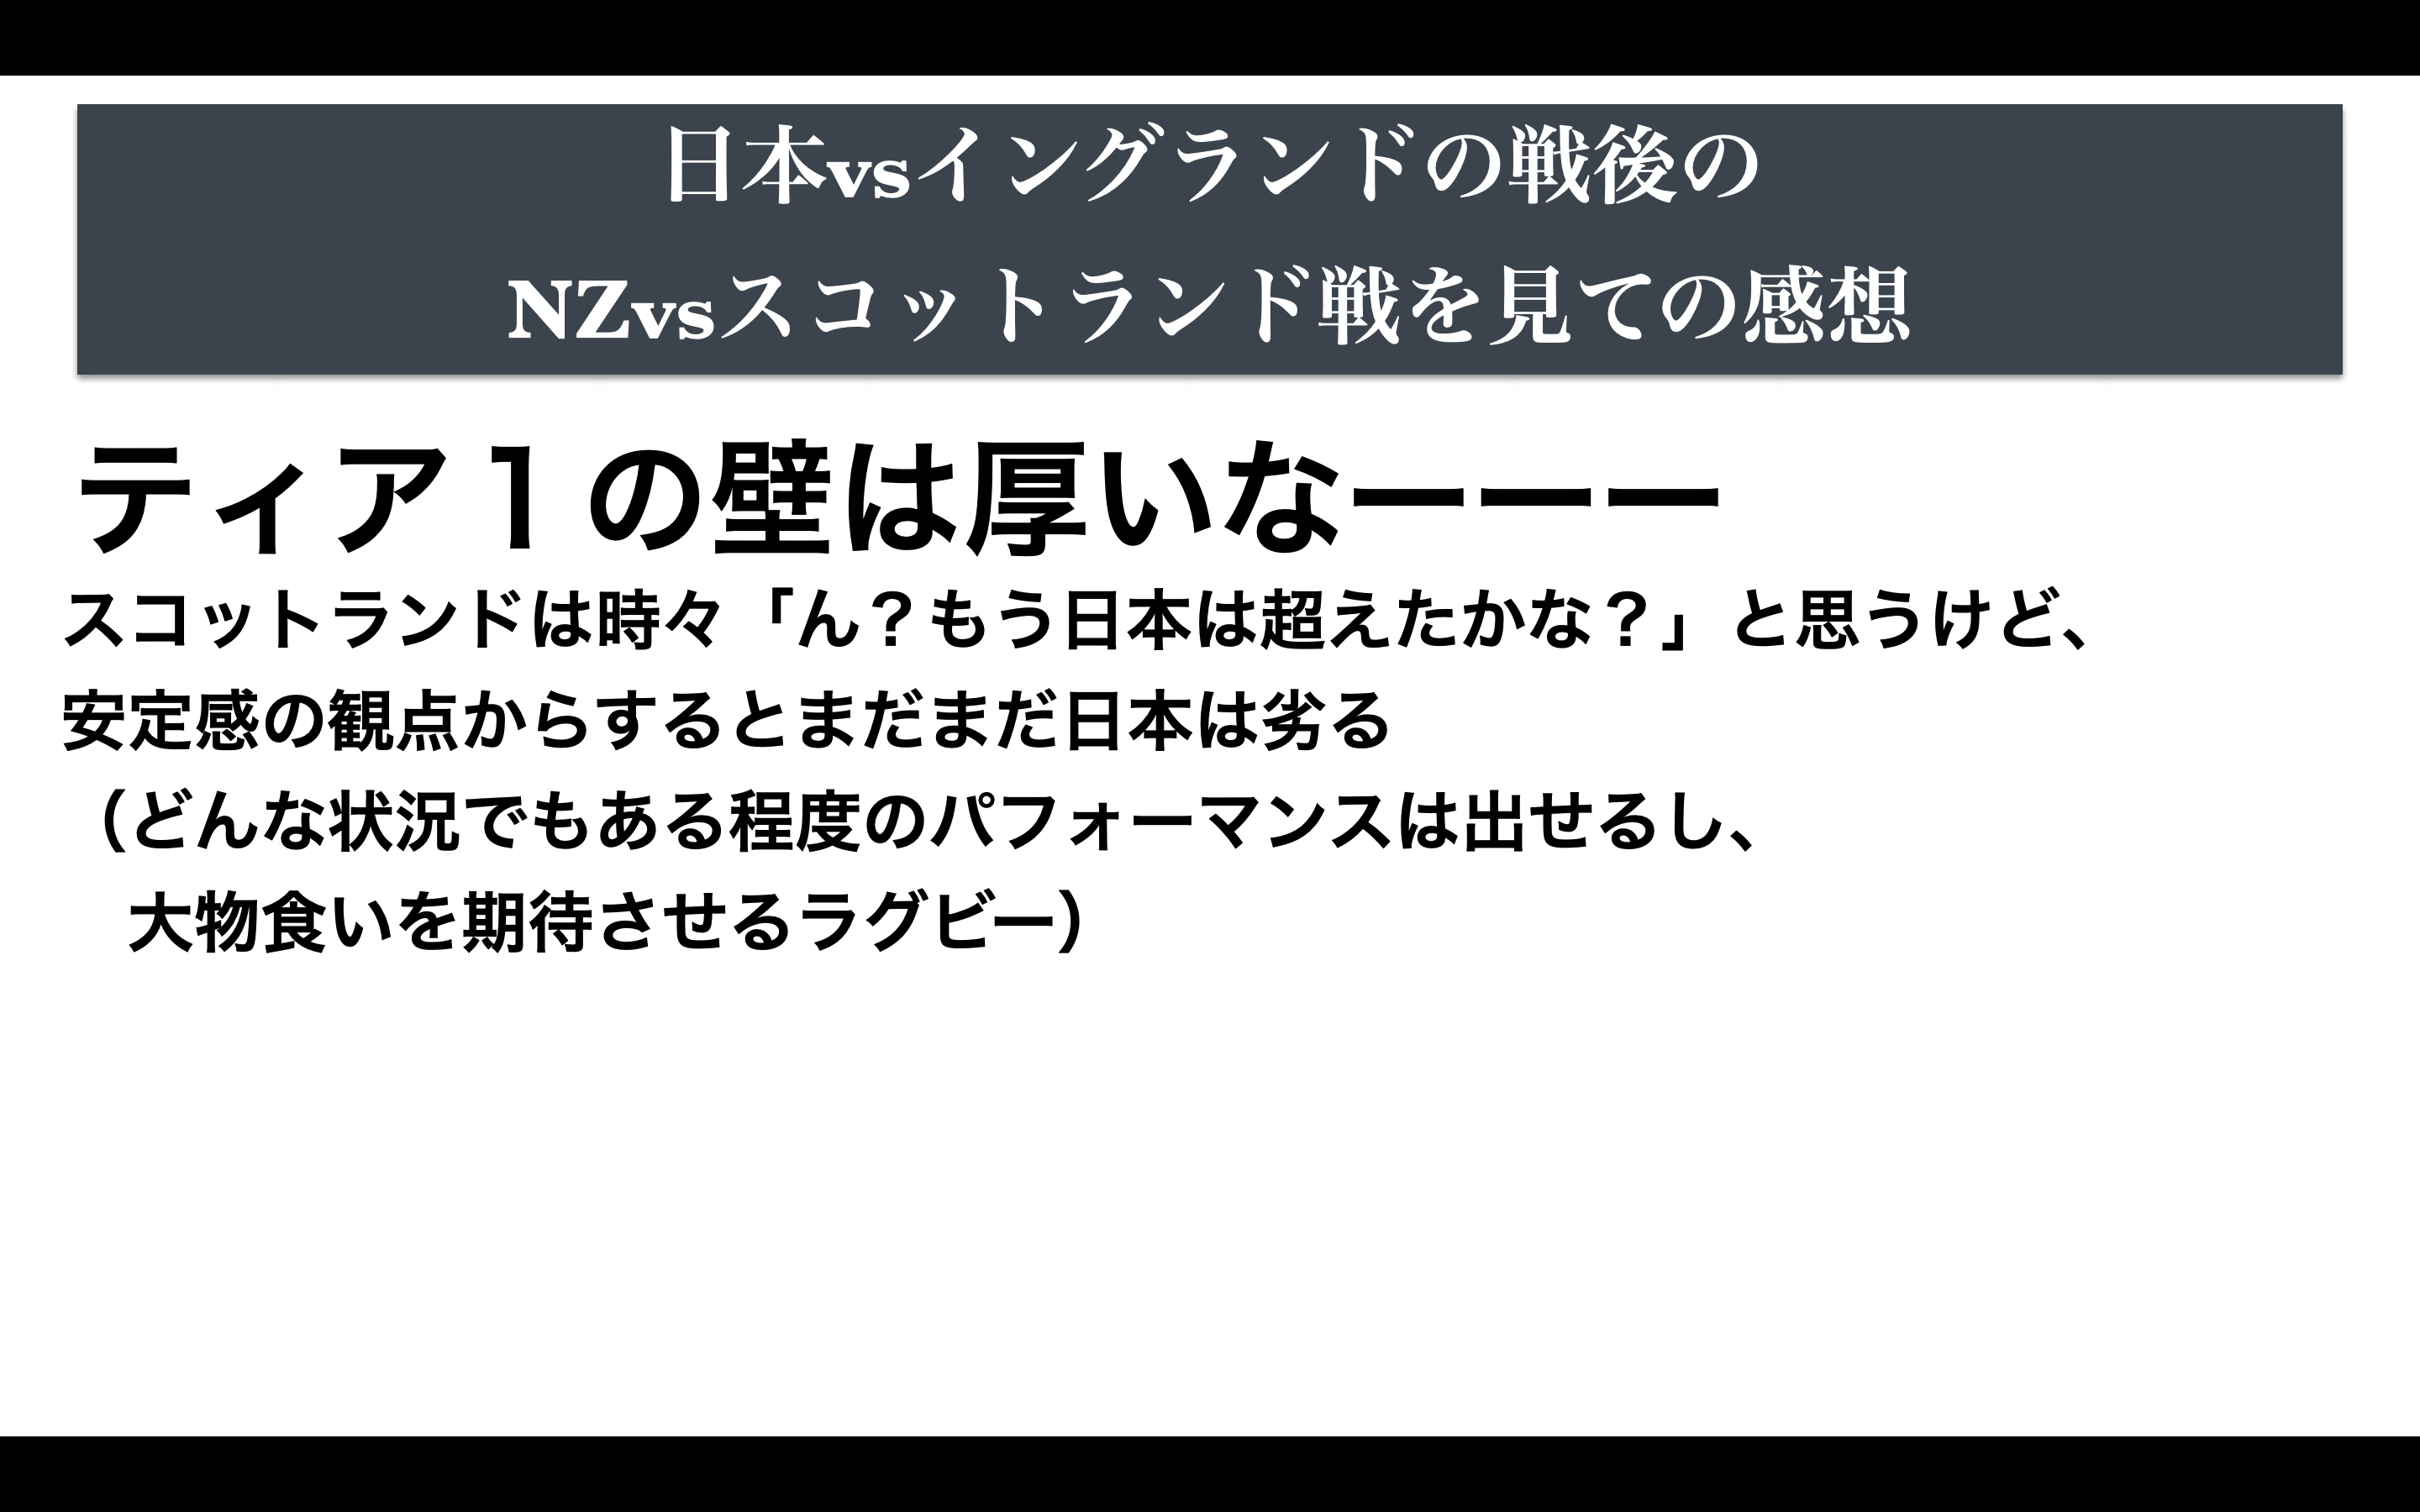 日本vsイングランドの戦後の
NZvsスコットランド戦を見ての感想
ティア１の壁は厚いなーーー
スコットランドは時々「ん？もう日本は超えたかな？」と思うけど、
安定感の観点からするとまだまだ日本は劣る
（どんな状況でもある程度のパフォーマンスは出せるし、
大物食いを期待させるラグビー）